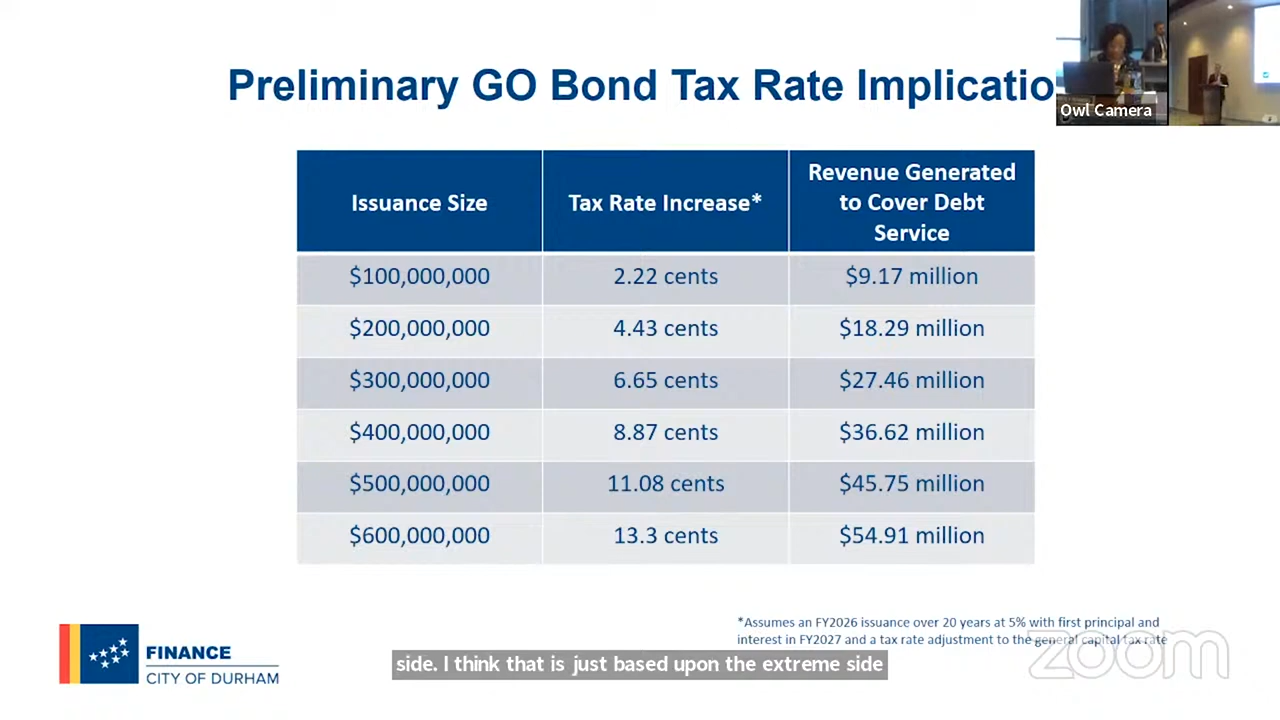 Preliminary GO Bond Tax Rate Implicatio
Owl Camera
Issuance Size
Tax Rate Increase*
Revenue Generated
to Cover Debt
Service
$100,000,000 2.22 cents $9.17 million
$200,000,000 4.43 cents $18.29 million
$300,000,000 6.65 cents $27.46 million
$400,000,000 8.87 cents $36.62 million
$500,000,000 11.08 cents $45.75 million
$600,000,000 13.3 cents $54.91 million
*Assumes an FY2026 issuance over 20 years at 5% with first principal and
interest in FY2027 and a tax rate adjustment to the general capital tax rate
FINANCE
CITY OF DURHAM
side. I think that is just based upon the extreme side
zoom